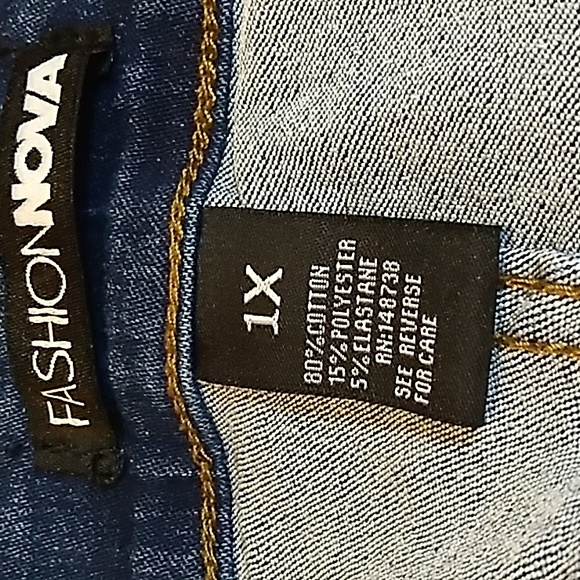 FASHIONNOVA
1X
80%COTTON
15%POLYESTER
5%ELASTANE
RN:148738
SEE REVERSE
FOR CARE